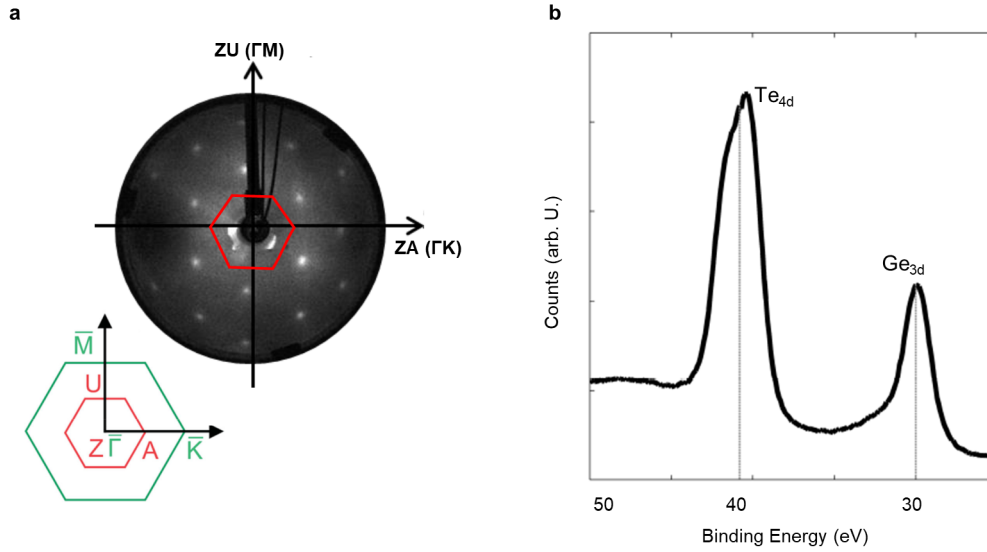 a
ZU (ΓM)
ZA (ΓK)
M̅
U
Z
Γ̅
A
K̅
b
Te4d
Ge3d
Counts (arb. U.)
50
40
30
Binding Energy (eV)